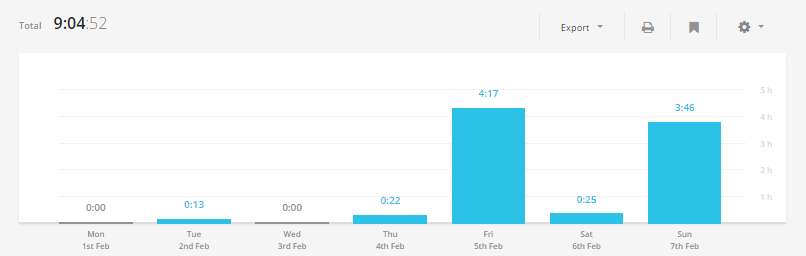 Total 9:04:52
Export
5 h
4:17
3:46
4 h
3 h
2 h
1 h
0:00
0:13
0:00
0:22
0:25
Mon
1st Feb
Tue
2nd Feb
Wed
3rd Feb
Thu
4th Feb
Fri
5th Feb
Sat
6th Feb
Sun
7th Feb